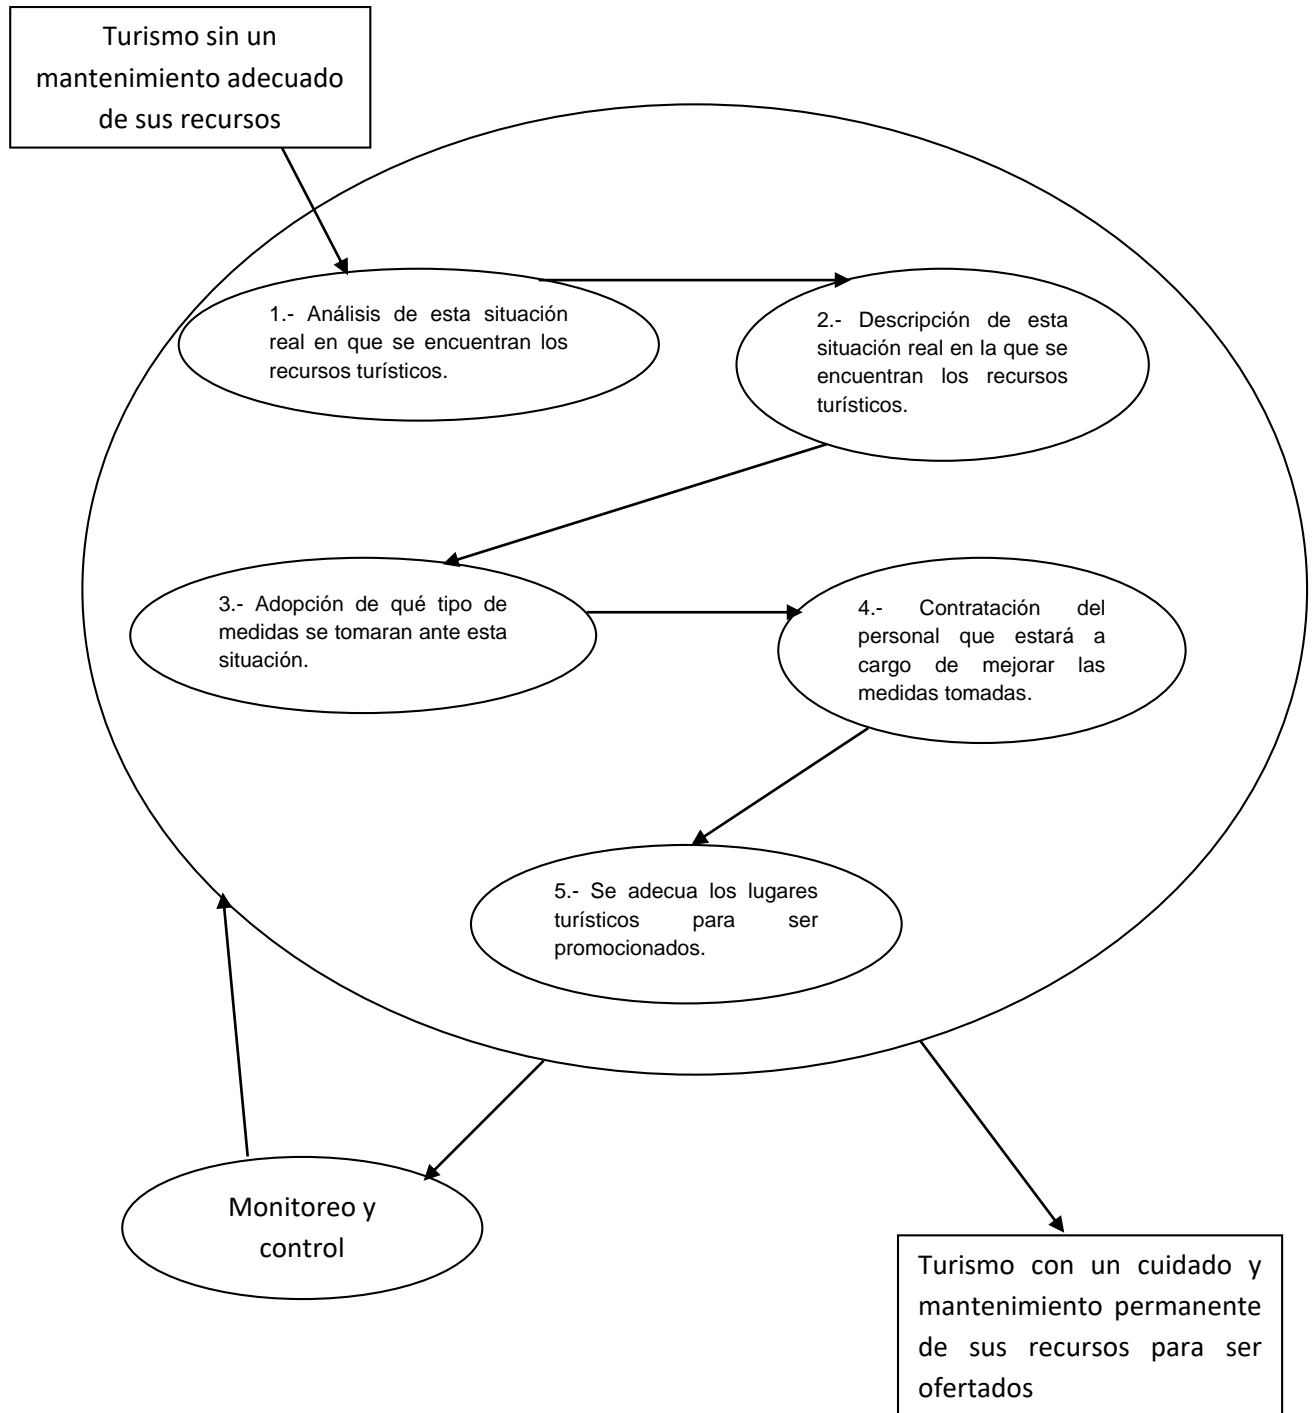 Turismo sin un
mantenimiento adecuado
de sus recursos
1.- Análisis de esta situación
real en que se encuentran los
recursos turísticos.
2.- Descripción de esta
situación real en la que se
encuentran los recursos
turísticos.
3.- Adopción de qué tipo de
medidas se tomaran ante esta
situación.
4.- Contratación del
personal que estará a
cargo de mejorar las
medidas tomadas.
5.- Se adecua los lugares
turísticos para ser
promocionados.
Monitoreo y
control
Turismo con un cuidado y
mantenimiento permanente
de sus recursos para ser
ofertados